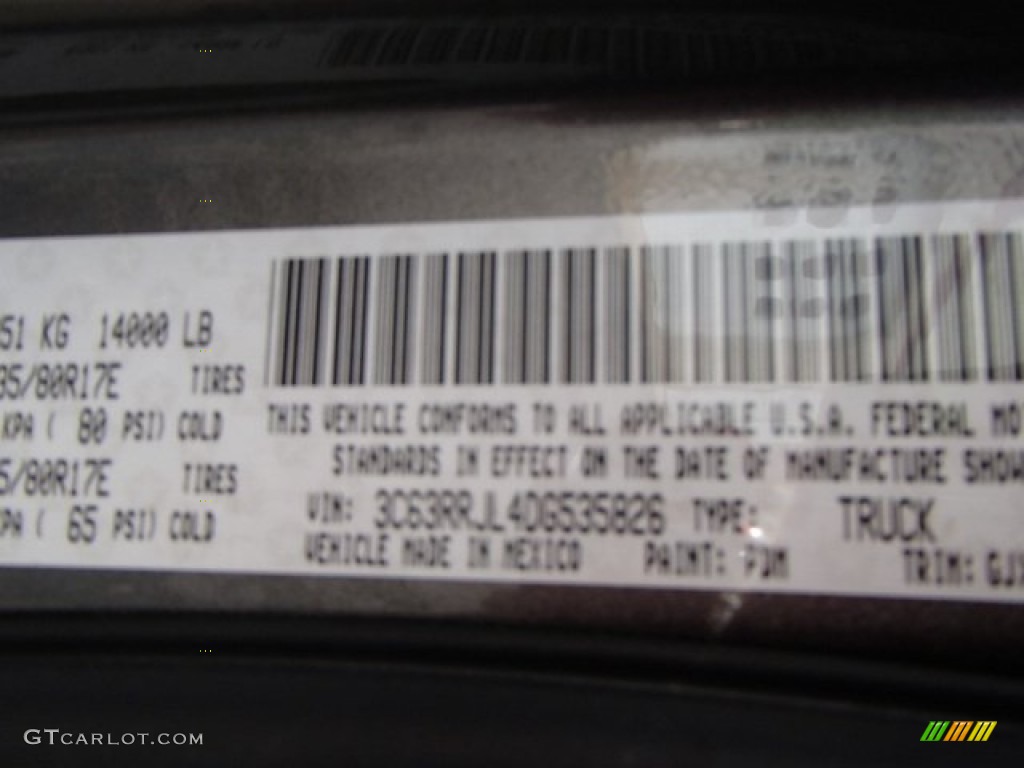 51 KG 14000 LB
35/80R17E TIRES
KPA ( 80 PSI) COLD
5/80R17E TIRES
PA ( 65 PSI) COLD
THIS VEHICLE CONFORMS TO ALL APPLICABLE U.S.A. FEDERAL MO
STANDARDS IN EFFECT ON THE DATE OF MANUFACTURE SHOW
VIN: 3C63RRJL4DG535826 TYPE: TRUCK
VEHICLE MADE IN MEXICO PAINT: PDM TRIM: GJ
GTCARLOT.COM